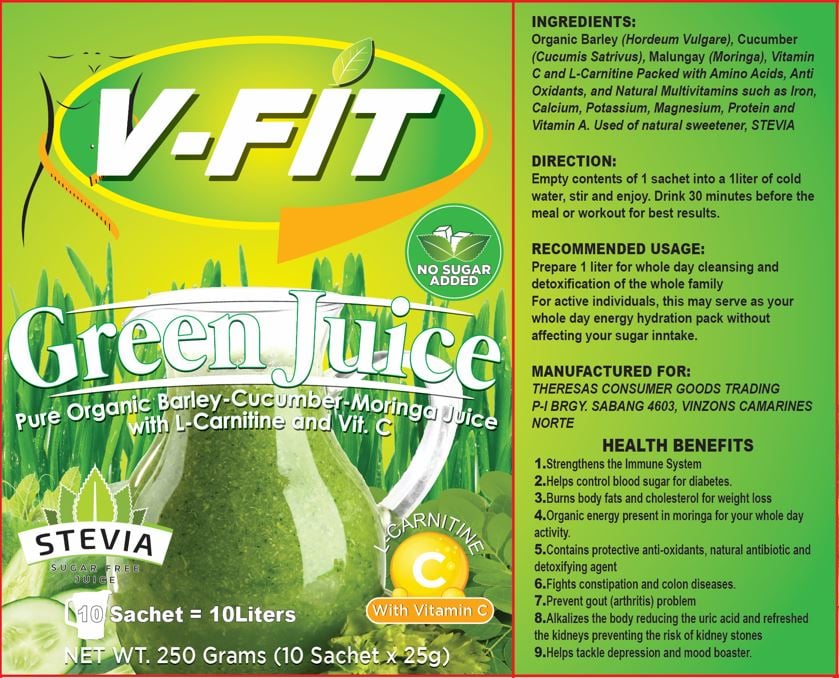 V-FIT
NO SUGAR
ADDED
Green Juice
Pure Organic Barley-Cucumber-Moringa Juice
with L-Carnitine and Vit. C
STEVIA
SUGAR FREE
JUICE
L-CARNITINE
C
With Vitamin C
10 Sachet = 10Liters
NET WT. 250 Grams (10 Sachet x 25g)
INGREDIENTS:
Organic Barley (Hordeum Vulgare), Cucumber
(Cucumis Satrivus), Malungay (Moringa), Vitamin
C and L-Carnitine Packed with Amino Acids, Anti
Oxidants, and Natural Multivitamins such as Iron,
Calcium, Potassium, Magnesium, Protein and
Vitamin A. Used of natural sweetener, STEVIA
DIRECTION:
Empty contents of 1 sachet into a 1liter of cold
water, stir and enjoy. Drink 30 minutes before the
meal or workout for best results.
RECOMMENDED USAGE:
Prepare 1 liter for whole day cleansing and
detoxification of the whole family
For active individuals, this may serve as your
whole day energy hydration pack without
affecting your sugar inntake.
MANUFACTURED FOR:
THERESAS CONSUMER GOODS TRADING
P-I BRGY. SABANG 4603, VINZONS CAMARINES
NORTE
HEALTH BENEFITS
1.Strengthens the Immune System
2.Helps control blood sugar for diabetes.
3.Burns body fats and cholesterol for weight loss
4.Organic energy present in moringa for your whole day
activity.
5.Contains protective anti-oxidants, natural antibiotic and
detoxifying agent
6.Fights constipation and colon diseases.
7.Prevent gout (arthritis) problem
8.Alkalizes the body reducing the uric acid and refreshed
the kidneys preventing the risk of kidney stones
9.Helps tackle depression and mood boaster.